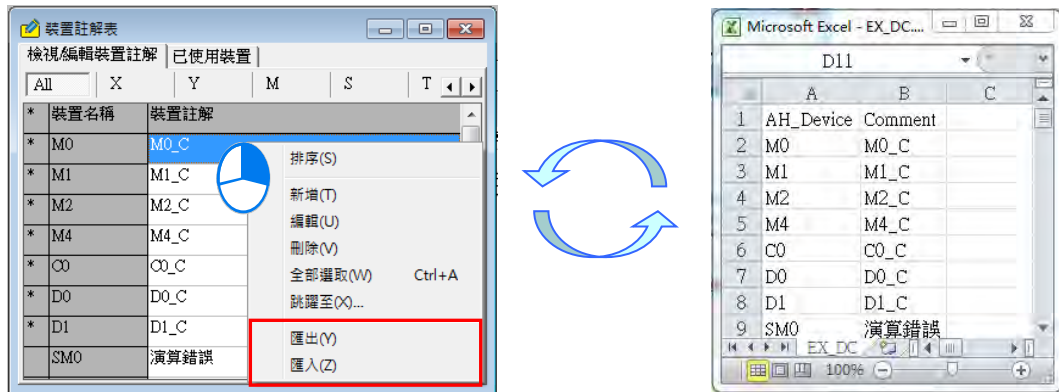 裝置註解表
檢視/編輯裝置註解 已使用裝置
All X Y M S T
* 裝置名稱 裝置註解
* M0 M0_C
* M1 M1_C
* M2 M2_C
* M4 M4_C
* C0 C0_C
* D0 D0_C
* D1 D1_C
SM0 演算錯誤
排序(S)
新增(T)
編輯(U)
刪除(V)
全部選取(W) Ctrl+A
跳躍至(X)...
匯出(Y)
匯入(Z)
Microsoft Excel - EX_DC....
D11
A B C
1 AH_Device Comment
2 M0 M0_C
3 M1 M1_C
4 M2 M2_C
5 M4 M4_C
6 C0 C0_C
7 D0 D0_C
8 D1 D1_C
9 SM0 演算錯誤
EX_DC
100%